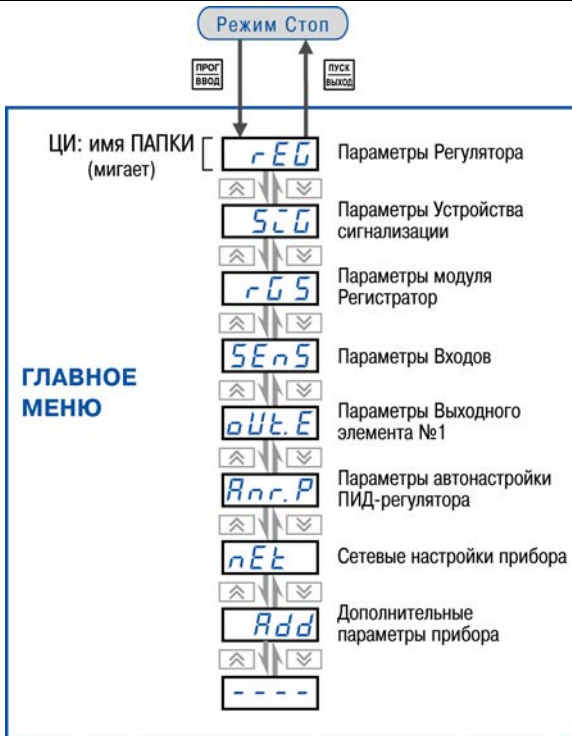 Режим Стоп
ПРОГ
ВВОД
ПУСК
ВЫХОД
ЦИ: имя ПАПКИ
(мигает)
rEG
Параметры Регулятора
SiG
Параметры Устройства
сигнализации
rGS
Параметры модуля
Регистратор
SEnS
Параметры Входов
ГЛАВНОЕ
МЕНЮ
oUt.E
Параметры Выходного
элемента №1
Anr.P
Параметры автонастройки
ПИД-регулятора
nEt
Сетевые настройки прибора
Add
Дополнительные
параметры прибора
----